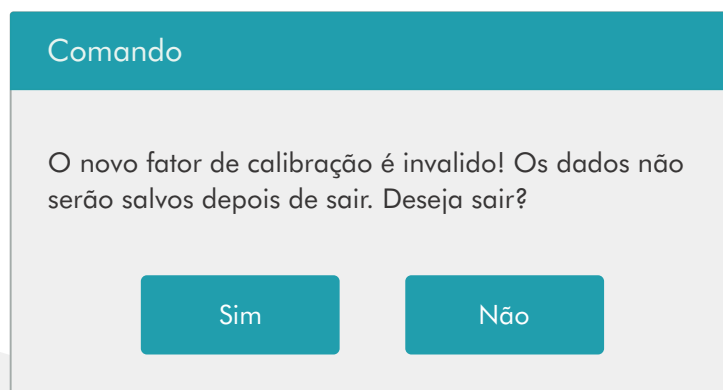 Comando
O novo fator de calibração é invalido! Os dados não
serão salvos depois de sair. Deseja sair?
Sim
Não